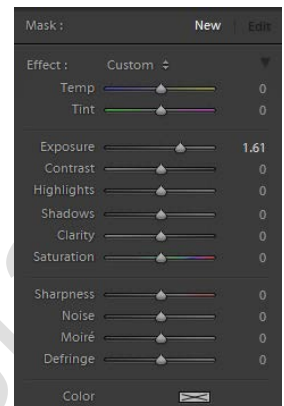 Mask : New Edit
Effect : Custom
Temp 0
Tint 0
Exposure 1.61
Contrast 0
Highlights 0
Shadows 0
Clarity 0
Saturation 0
Sharpness 0
Noise 0
Moiré 0
Defringe 0
Color